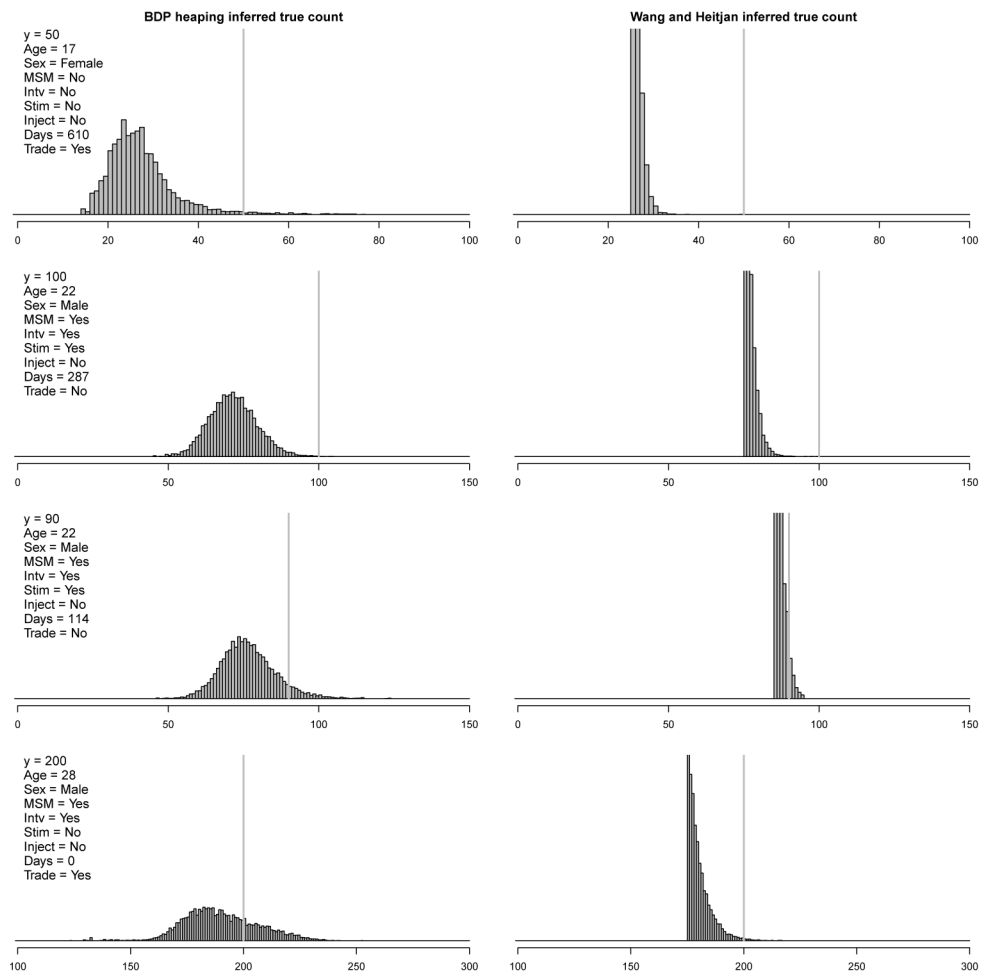 BDP heaping inferred true count
Wang and Heitjan inferred true count
y = 50
Age = 17
Sex = Female
MSM = No
Intv = No
Stim = No
Inject = No
Days = 610
Trade = Yes
0 20 40 60 80 100
0 20 40 60 80 100
y = 100
Age = 22
Sex = Male
MSM = Yes
Intv = Yes
Stim = Yes
Inject = No
Days = 287
Trade = No
0 50 100 150
0 50 100 150
y = 90
Age = 22
Sex = Male
MSM = Yes
Intv = Yes
Stim = Yes
Inject = No
Days = 114
Trade = No
0 50 100 150
0 50 100 150
y = 200
Age = 28
Sex = Male
MSM = Yes
Intv = Yes
Stim = No
Inject = No
Days = 0
Trade = Yes
100 150 200 250 300
100 150 200 250 300